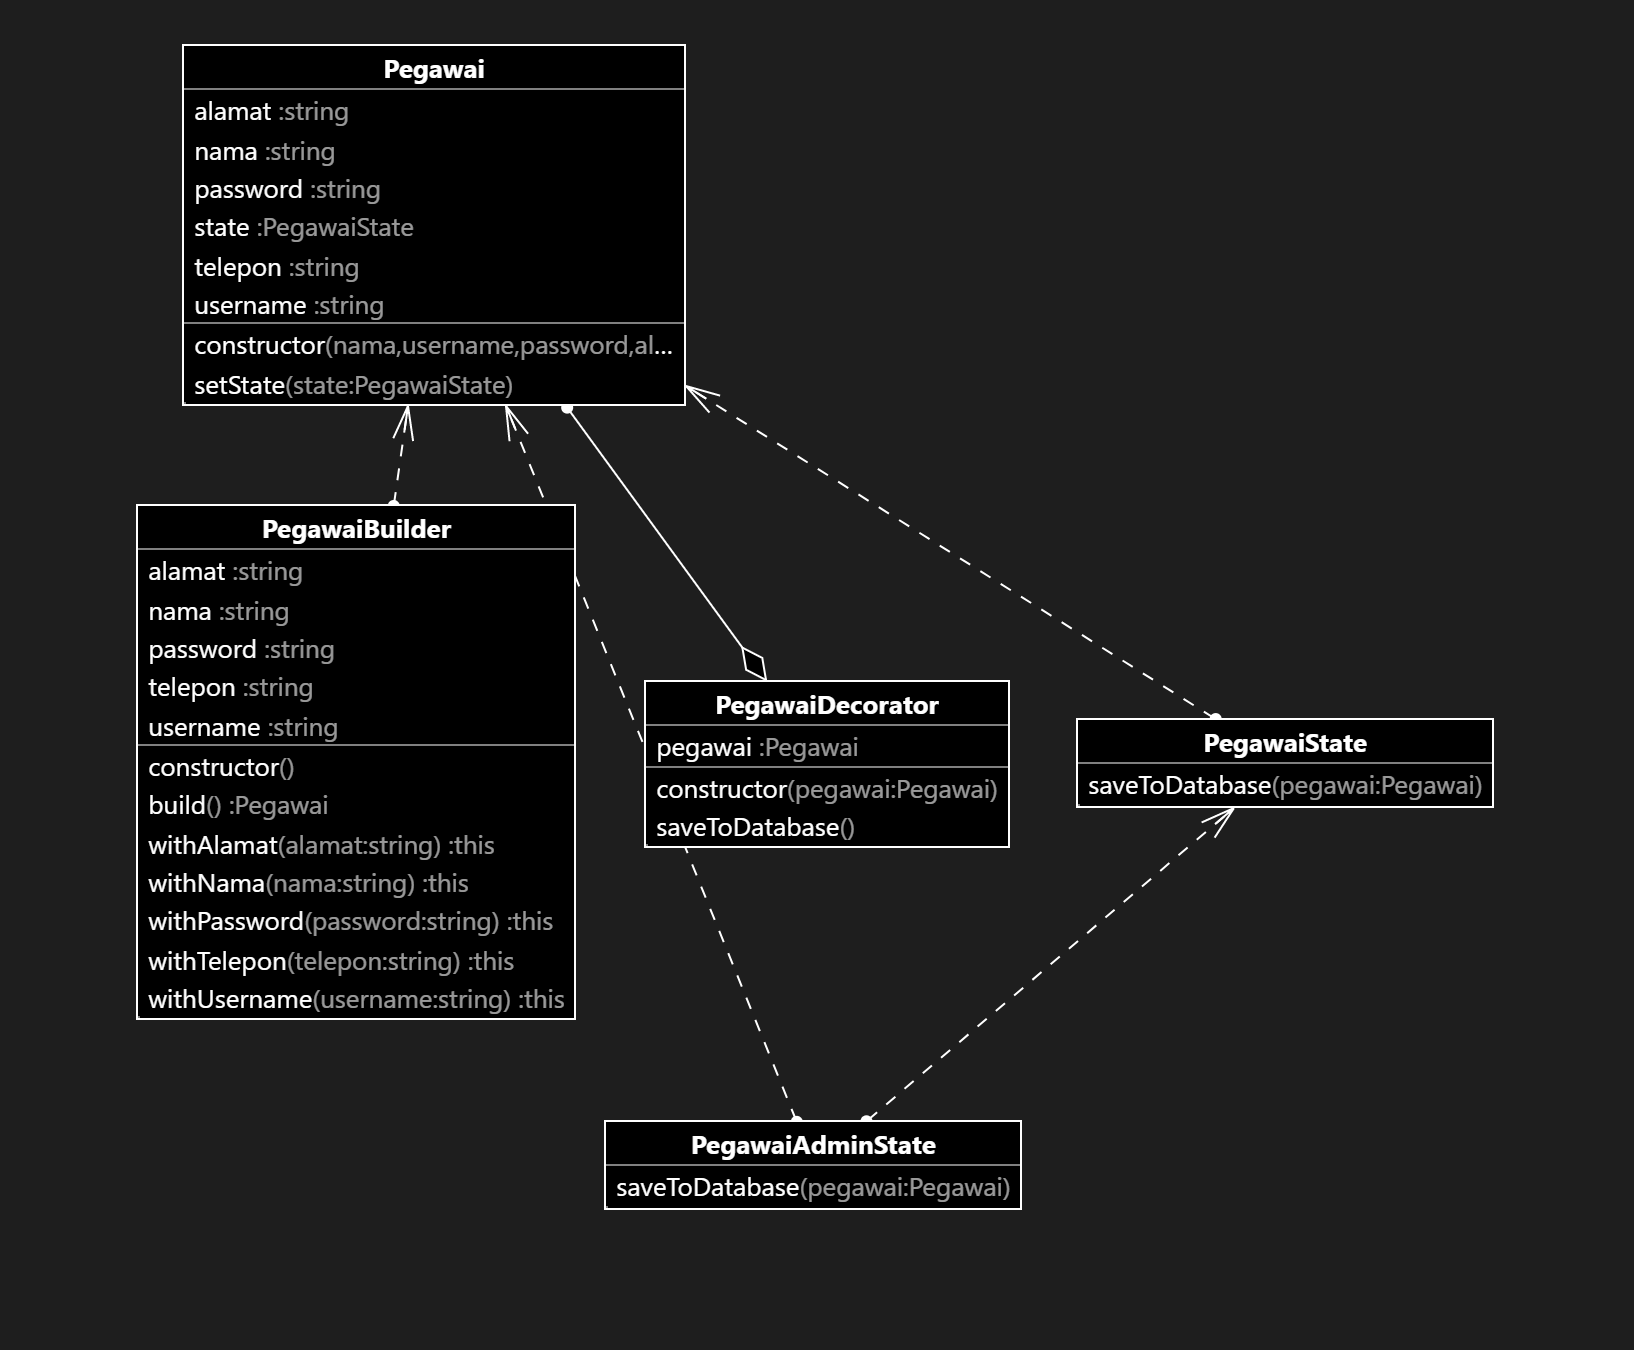 Pegawai
alamat :string
nama :string
password :string
state :PegawaiState
telepon :string
username :string
constructor(nama,username,password,al...
setState(state:PegawaiState)
PegawaiBuilder
alamat :string
nama :string
password :string
telepon :string
username :string
constructor()
build() :Pegawai
withAlamat(alamat:string) :this
withNama(nama:string) :this
withPassword(password:string) :this
withTelepon(telepon:string) :this
withUsername(username:string) :this
PegawaiDecorator
pegawai :Pegawai
constructor(pegawai:Pegawai)
saveToDatabase()
PegawaiState
saveToDatabase(pegawai:Pegawai)
PegawaiAdminState
saveToDatabase(pegawai:Pegawai)